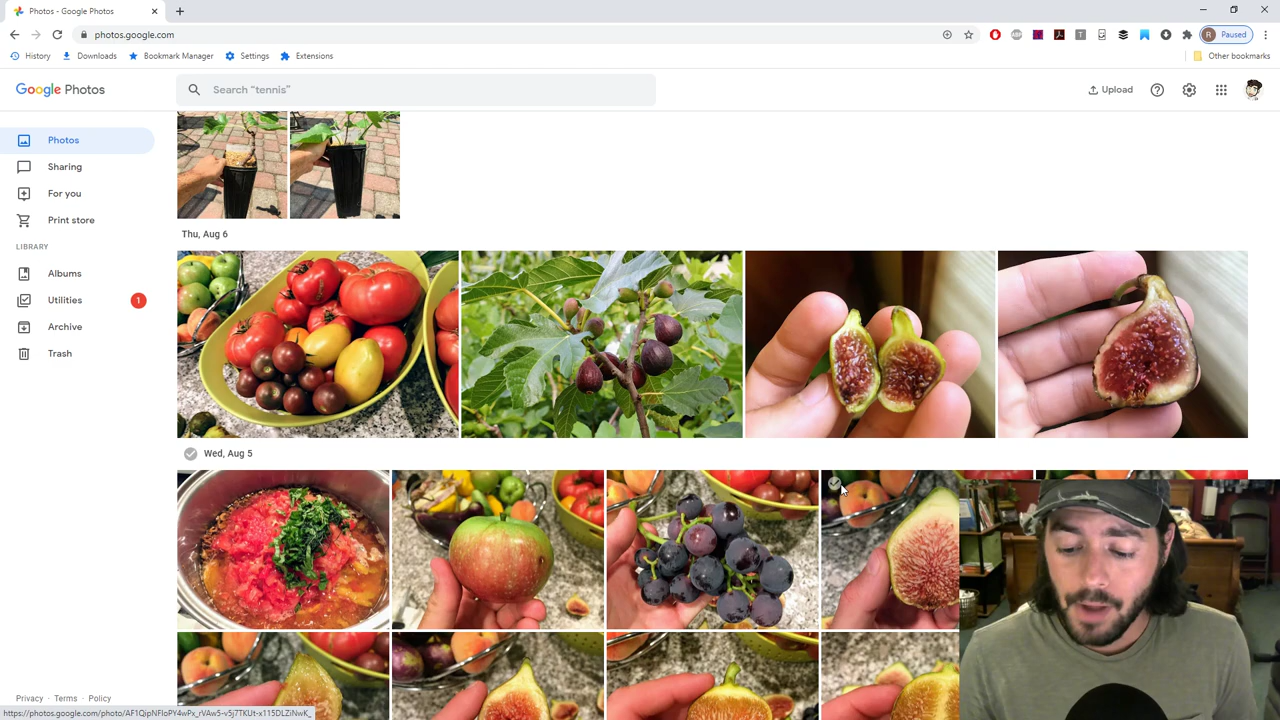 Photos - Google Photos
photos.google.com
Paused
History
Downloads
Bookmark Manager
Settings
Extensions
Other bookmarks
Google Photos
Search “tennis”
Upload
Photos
Sharing
For you
Print store
LIBRARY
Albums
Utilities
1
Archive
Trash
Thu, Aug 6
Wed, Aug 5
Privacy · Terms · Policy